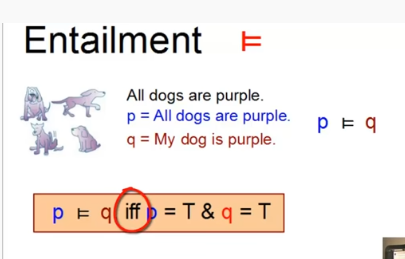 Entailment ⊨
All dogs are purple.
p = All dogs are purple.
q = My dog is purple.
p ⊨ q
p ⊨ q iff p = T & q = T